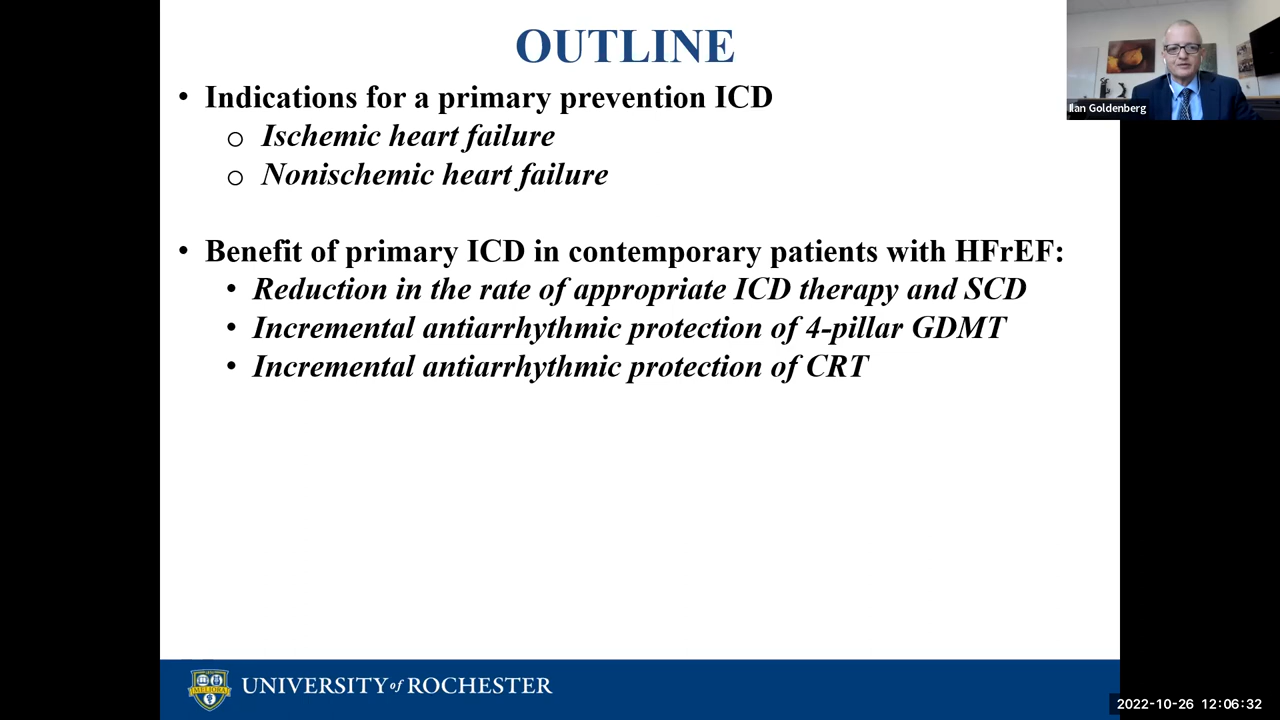 OUTLINE
• Indications for a primary prevention ICD
o Ischemic heart failure
o Nonischemic heart failure
• Benefit of primary ICD in contemporary patients with HFrEF:
• Reduction in the rate of appropriate ICD therapy and SCD
• Incremental antiarrhythmic protection of 4-pillar GDMT
• Incremental antiarrhythmic protection of CRT
Ilan Goldenberg
MELIORA
UNIVERSITY of ROCHESTER
2022-10-26 12:06:32